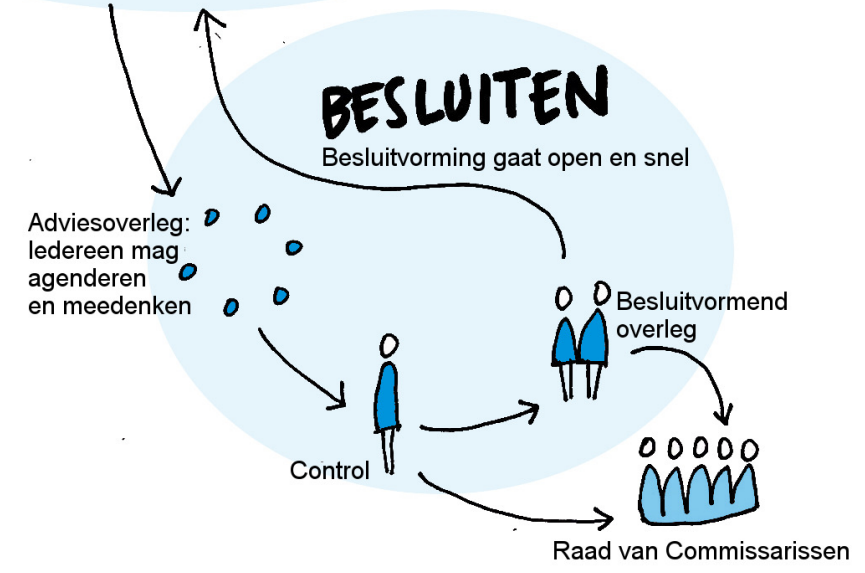 BESLUITEN
Besluitvorming gaat open en snel
Adviesoverleg:
Iedereen mag
agenderen
en meedenken
Besluitvormend
overleg
Control
Raad van Commissarissen